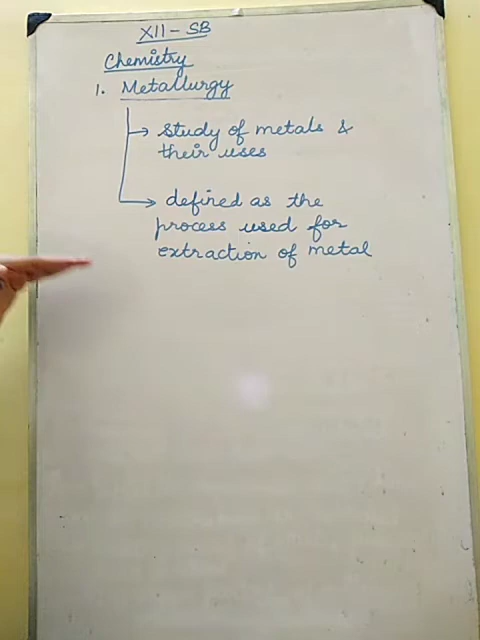 XII - SB
Chemistry
1. Metallurgy
→ study of metals &
their uses
→ defined as the
process used for
extraction of metal